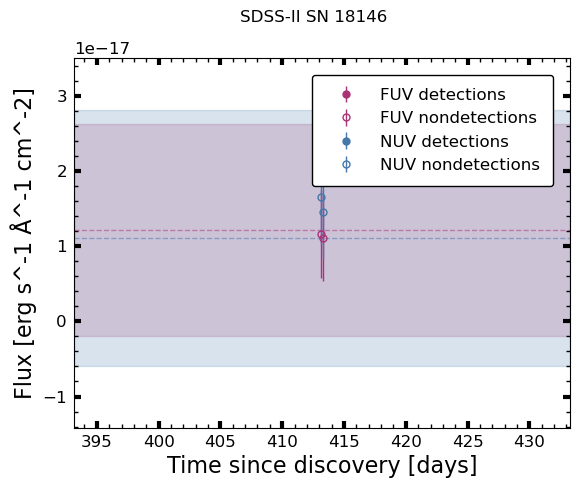 SDSS-II SN 18146
1e−17
FUV detections
FUV nondetections
NUV detections
NUV nondetections
3
2
1
0
−1
395 400 405 410 415 420 425 430
Time since discovery [days]
Flux [erg s^-1 Å^-1 cm^-2]